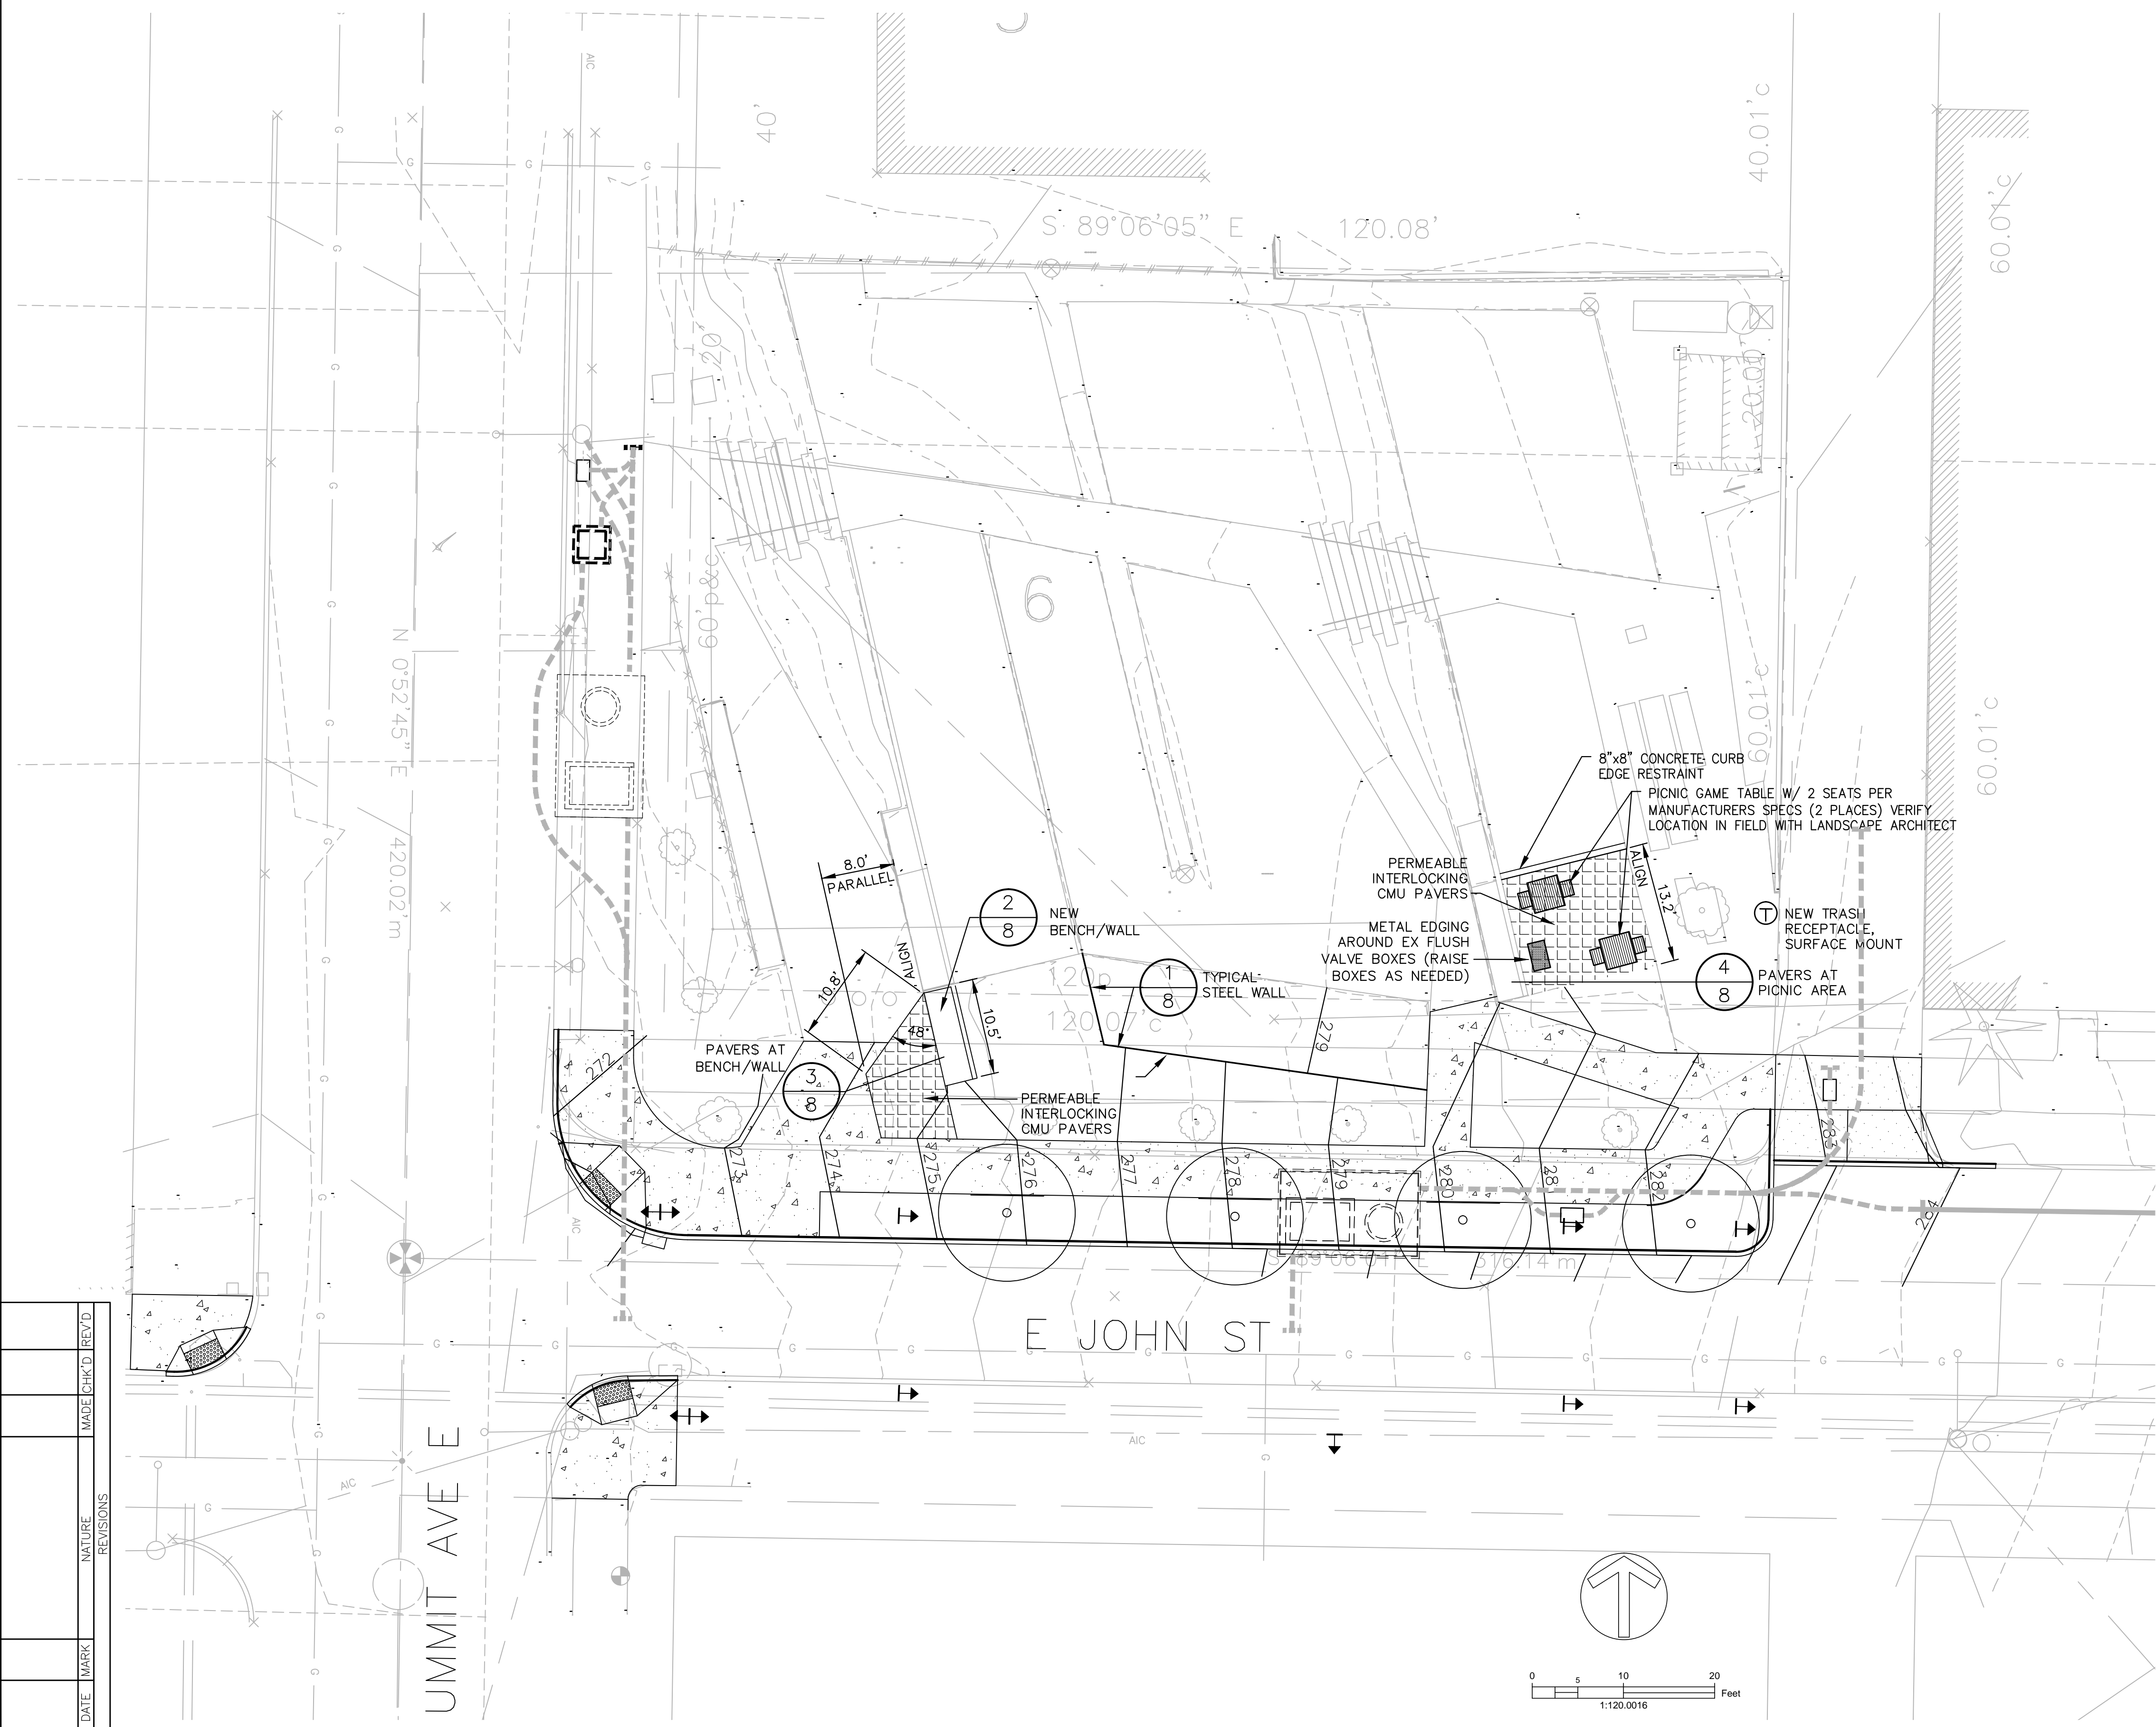 AIC
40'
40.01'c
60.01'c
S 89°06'05" E
120.08'
20'
20.00'
N 0°52'45" E
420.02'm
60' p&c
6
60.01'c
60.01'c
8"x8" CONCRETE CURB
EDGE RESTRAINT
PICNIC GAME TABLE W/ 2 SEATS PER
MANUFACTURERS SPECS (2 PLACES) VERIFY
LOCATION IN FIELD WITH LANDSCAPE ARCHITECT
8.0'
PARALLEL
2
8
NEW
BENCH/WALL
PERMEABLE
INTERLOCKING
CMU PAVERS
ALIGN
13.2'
T
NEW TRASH
RECEPTACLE,
SURFACE MOUNT
METAL EDGING
AROUND EX FLUSH
VALVE BOXES (RAISE
BOXES AS NEEDED)
ALIGN
10.8'
48°
10.5'
120p
120.07'c
1
8
TYPICAL
STEEL WALL
4
8
PAVERS AT
PICNIC AREA
279
PAVERS AT
BENCH/WALL
3
8
PERMEABLE
INTERLOCKING
CMU PAVERS
272
273
274
275
276
277
278
279
280
28
282
283
284
516.14'm
E JOHN ST
G G G G G G G G G G G G G
AIC
AIC
AIC
UMMIT AVE E
REV'D
CHK'D
MADE
NATURE
MARK
DATE
REVISIONS
0 5 10 20
Feet
1:120.0016